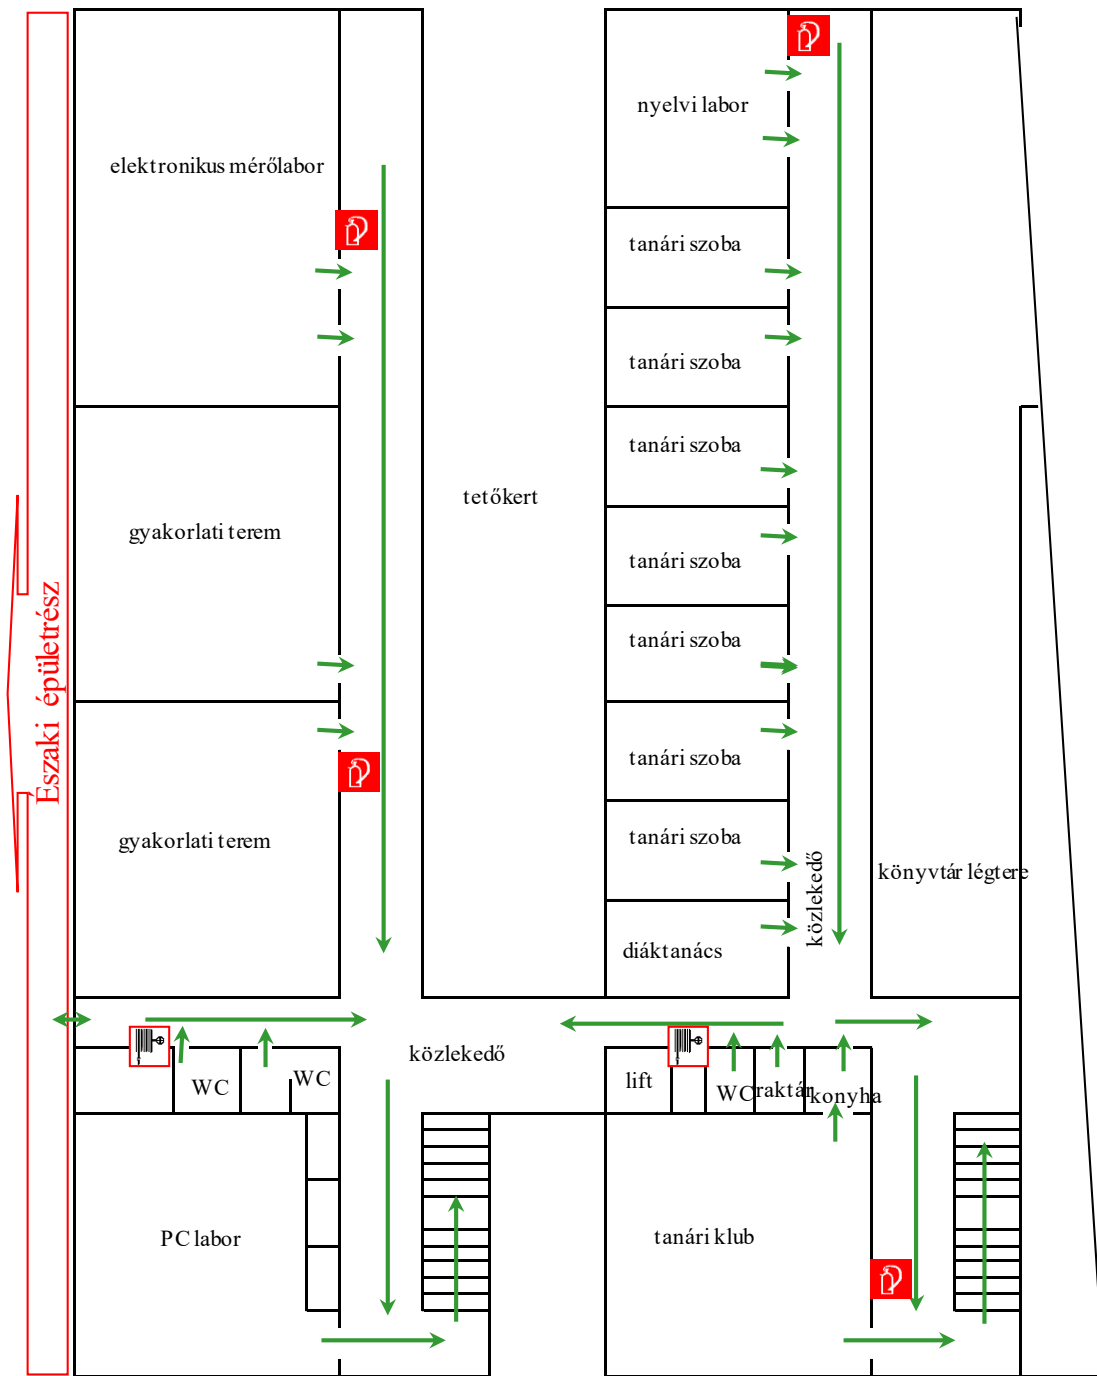 nyelvi labor
elektronikus mérőlabor
tanári szoba
tanári szoba
tanári szoba
tetőkert
gyakorlati terem
tanári szoba
Északi épületrész
tanári szoba
tanári szoba
tanári szoba
gyakorlati terem
közlekedő
könyvtár légtere
diáktanács
közlekedő
WC
WC
lift
WC
raktár
konyha
PC labor
tanári klub